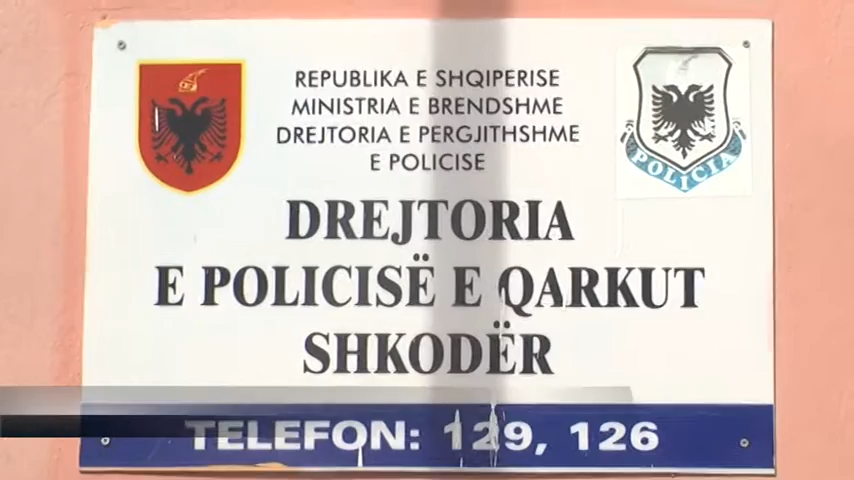 REPUBLIKA E SHQIPERISE
MINISTRIA E BRENDSHME
DREJTORIA E PERGJITHSHME
E POLICISE
POLICIA
DREJTORIA
E POLICISË E QARKUT
SHKODËR
TELEFON: 129, 126